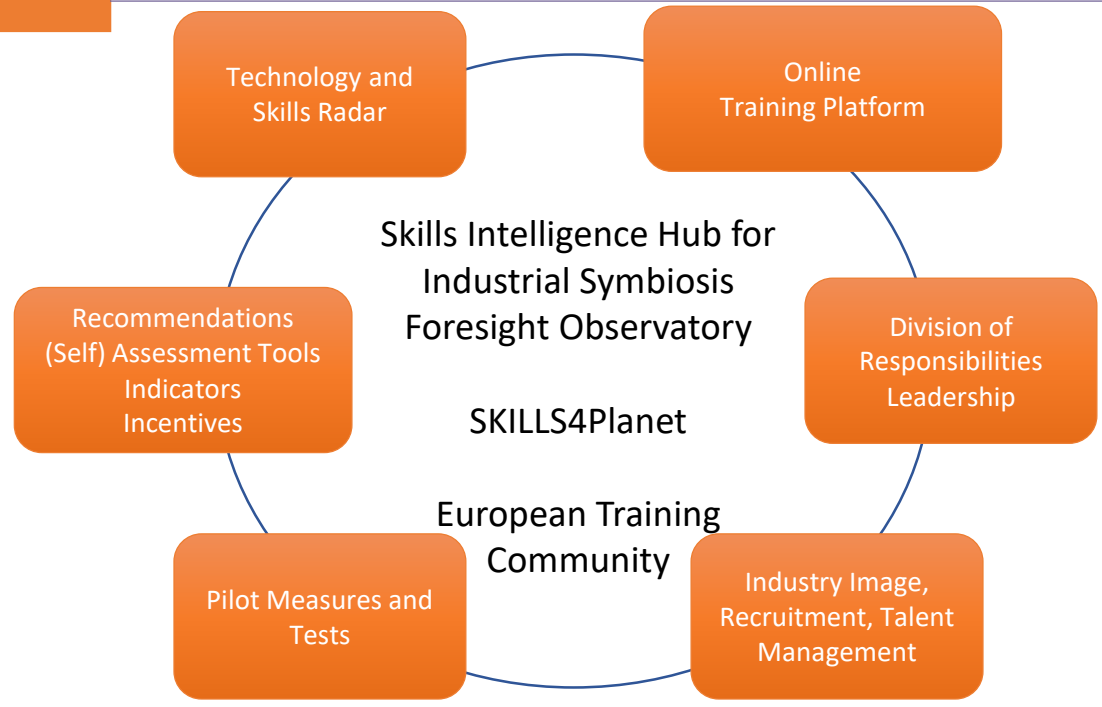 Technology and
Skills Radar
Online
Training Platform
Skills Intelligence Hub for
Industrial Symbiosis
Foresight Observatory
SKILLS4Planet
European Training
Community
Recommendations
(Self) Assessment Tools
Indicators
Incentives
Division of
Responsibilities
Leadership
Pilot Measures and
Tests
Industry Image,
Recruitment, Talent
Management